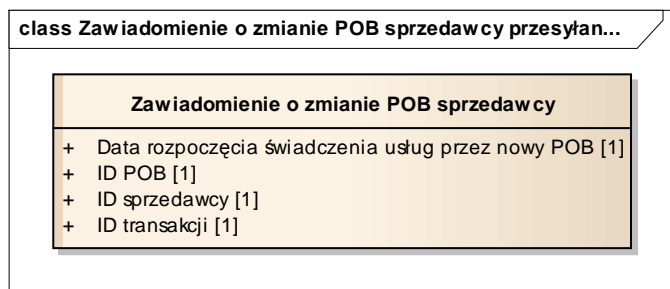 class Zawiadomienie o zmianie POB sprzedawcy przesyłan...
Zawiadomienie o zmianie POB sprzedawcy
+ Data rozpoczęcia świadczenia usług przez nowy POB [1]
+ ID POB [1]
+ ID sprzedawcy [1]
+ ID transakcji [1]